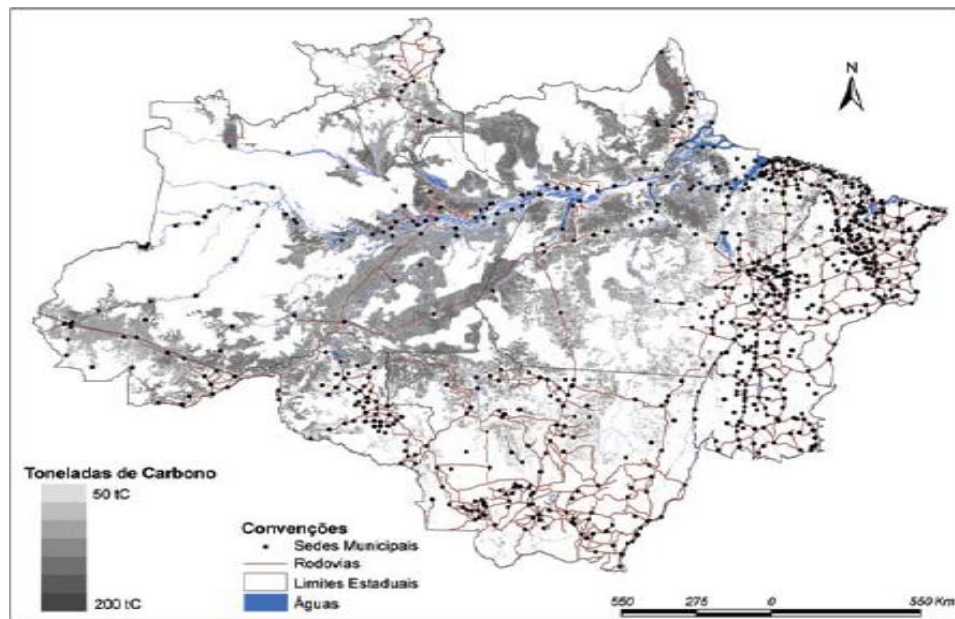 N
Toneladas de Carbono
50 tC
200 tC
Convenções
Sedes Municipais
Rodovias
Limites Estaduais
Águas
550 275 0 550 Km